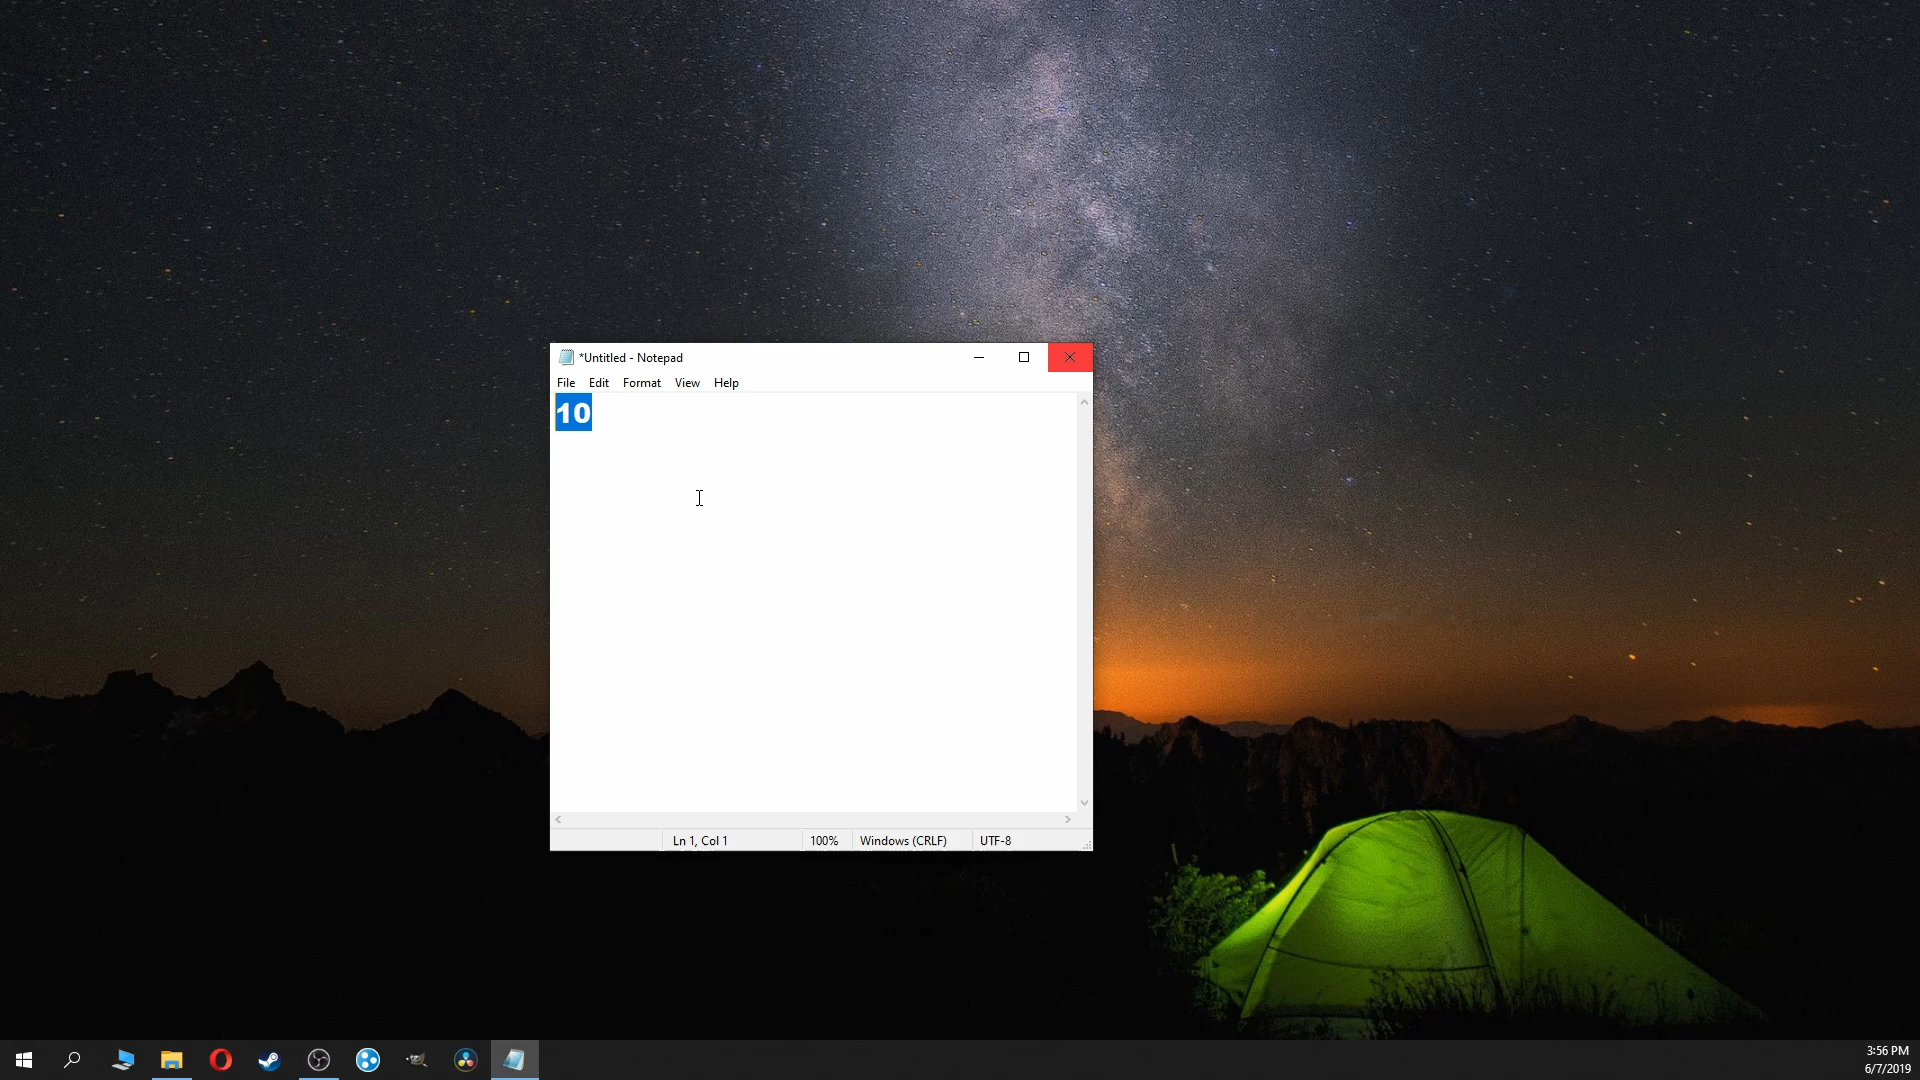 *Untitled - Notepad
File Edit Format View Help
10
Ln 1, Col 1 100% Windows (CRLF) UTF-8
3:56 PM
6/7/2019